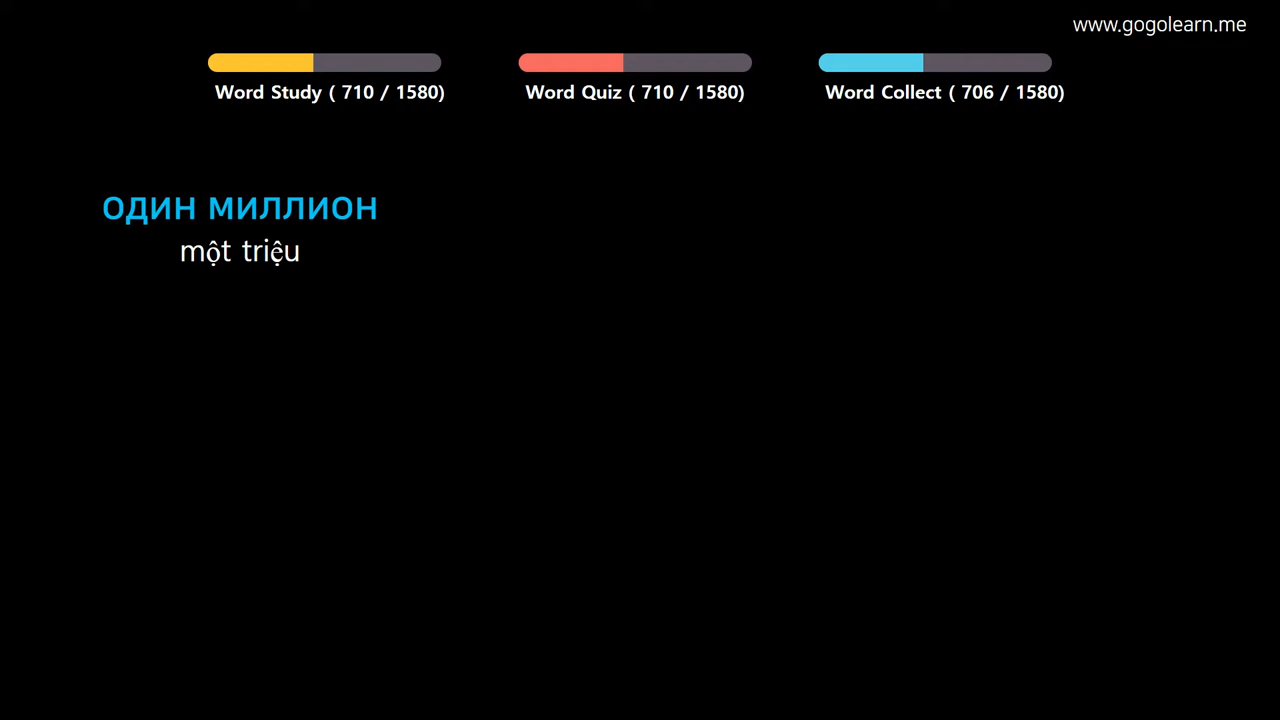 www.gogolearn.me
Word Study ( 710 / 1580)
Word Quiz ( 710 / 1580)
Word Collect ( 706 / 1580)
один миллион
một triệu